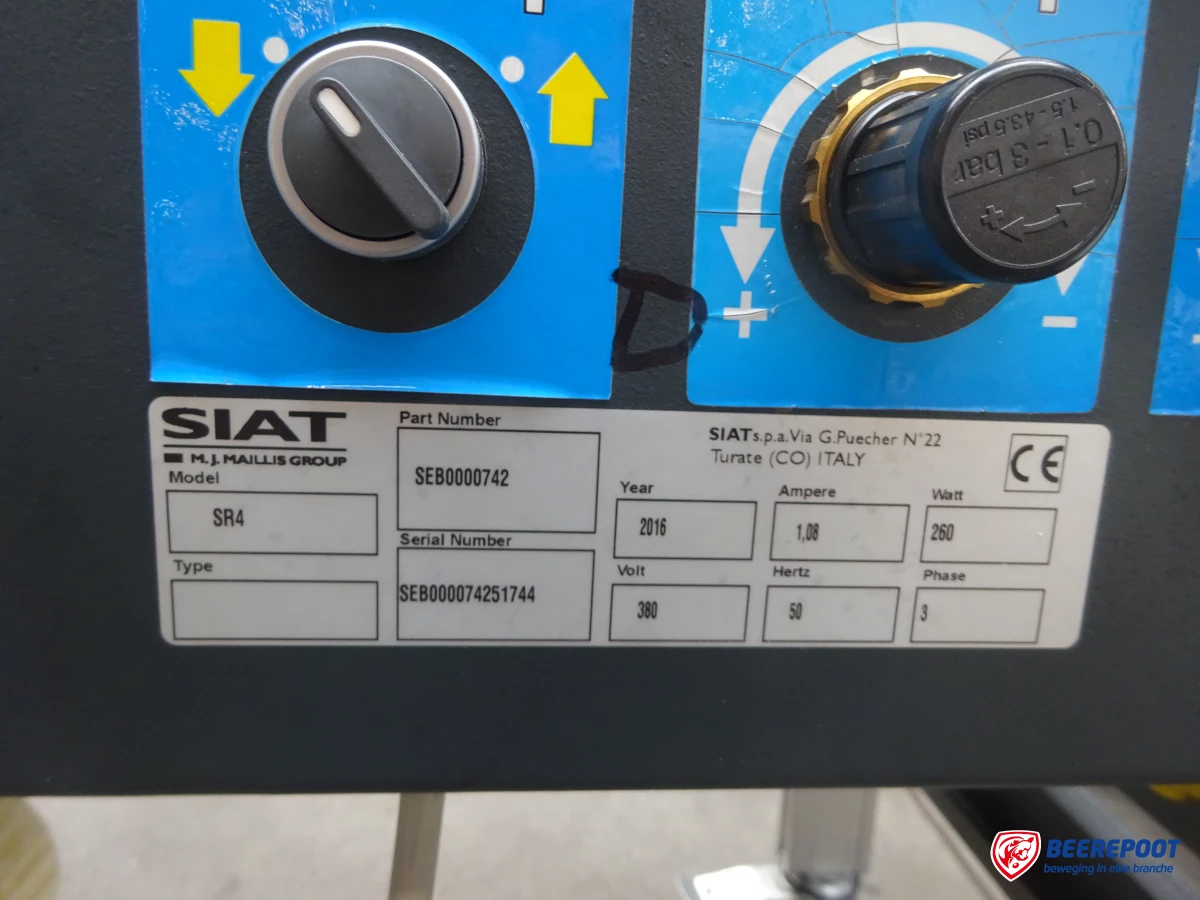 0.1 - 3 bar
1.5 - 43.5 psi
+
-
+
-
D
SIAT
M.J. MAILLIS GROUP
Model
SR4
Type
Part Number
SEB0000742
Serial Number
SEB000074251744
SIAT s.p.a. Via G.Puecher N°22
Turate (CO) ITALY
CE
Year
2016
Ampere
1,08
Watt
260
Volt
380
Hertz
50
Phase
3
BEEREPOOT
beweging in elke branche